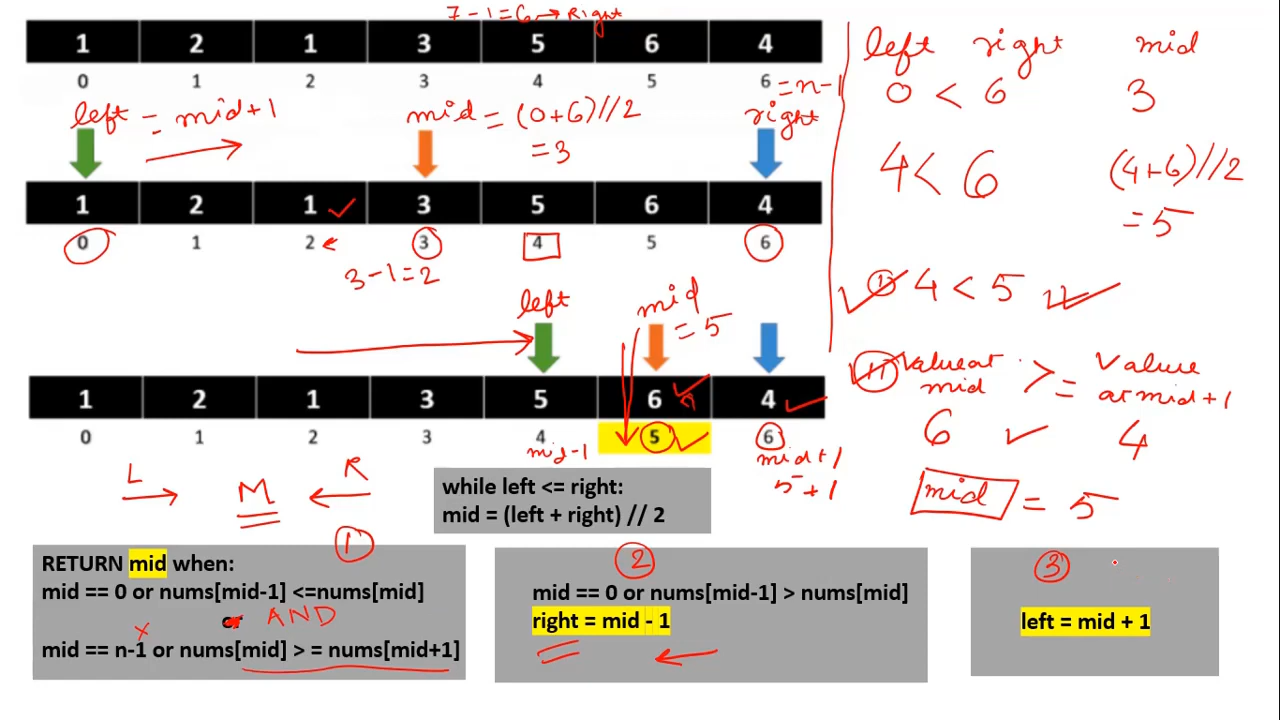 7-1=6→Right
1 2 1 3 5 6 4
0 1 2 3 4 5 6 = n-1
left = mid+1
mid = (0+6)//2
= 3
right
1 2 1 3 5 6 4
0 1 2 3 4 5 6
3-1=2
left
mid
= 5
1 2 1 3 5 6 4
0 1 2 3 4 5 6
mid-1
mid+1
5+1
L M R
while left <= right:
mid = (left + right) // 2
left right mid
0 < 6 3
4 < 6 (4+6)//2
= 5
① 4 < 5
Value at mid >= Value at mid+1
6 4
mid = 5
①
RETURN mid when:
mid == 0 or nums[mid-1] <=nums[mid]
AND
mid == n-1 or nums[mid] > = nums[mid+1]
②
mid == 0 or nums[mid-1] > nums[mid]
right = mid - 1
③
left = mid + 1